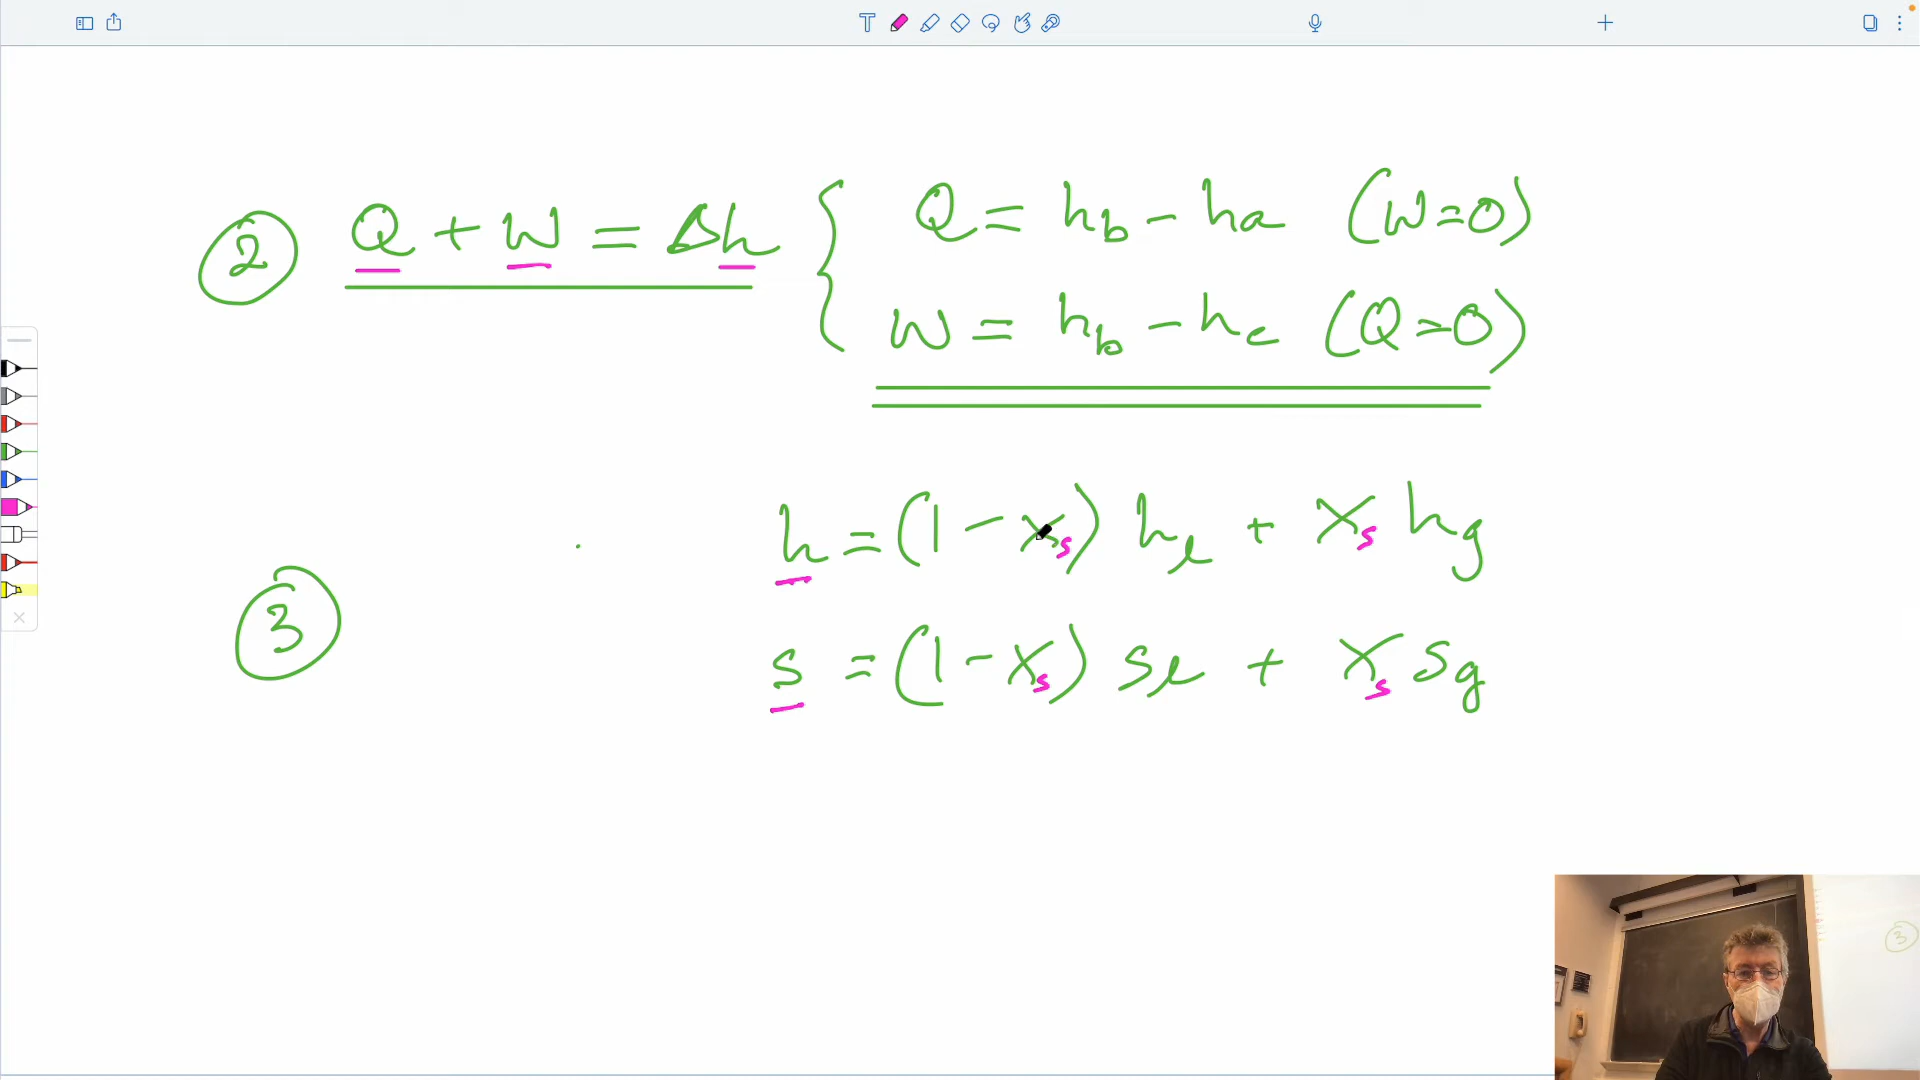 ② Q + W = Δh { Q = h_b - h_a (W=0)
W = h_b - h_c (Q=0)
h = (1 - x_s) h_l + x_s h_g
③
s = (1 - x_s) s_l + x_s s_g
T
③